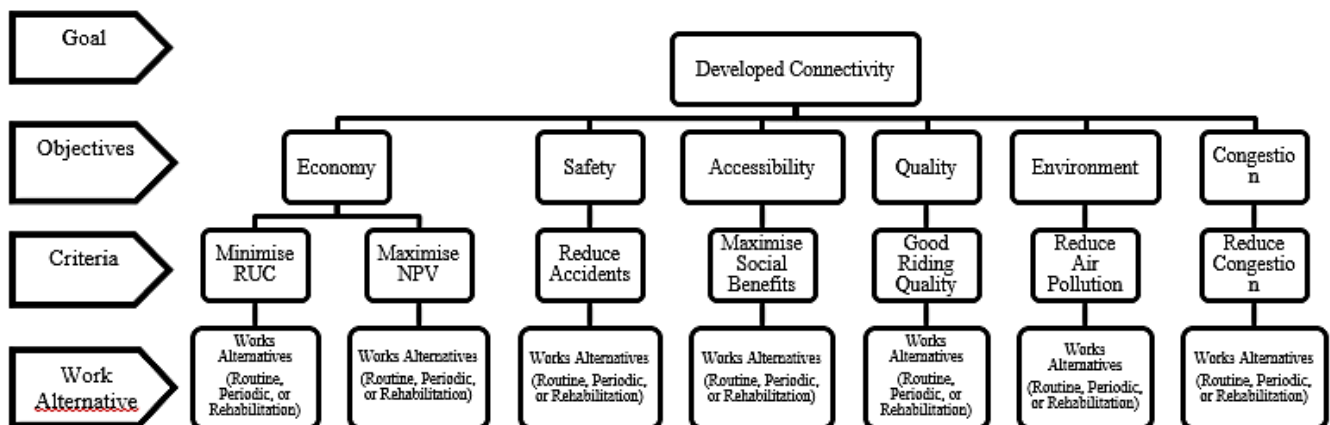 Goal
Developed Connectivity
Objectives
Economy
Safety
Accessibility
Quality
Environment
Congestio
n
Criteria
Minimise
RUC
Maximise
NPV
Reduce
Accidents
Maximise
Social
Benefits
Good
Riding
Quality
Reduce
Air
Pollution
Reduce
Congestio
n
Work
Alternative
Works
Alternatives
(Routine,
Periodic, or
Rehabilitation)
Works Alternatives
(Routine, Periodic,
or Rehabilitation)
Works Alternatives
(Routine, Periodic,
or Rehabilitation)
Works Alternatives
(Routine, Periodic,
or Rehabilitation)
Works
Alternatives
(Routine,
Periodic, or
Rehabilitation)
Works
Alternatives
(Routine, Periodic,
or Rehabilitation)
Works Alternatives
(Routine, Periodic,
or Rehabilitation)